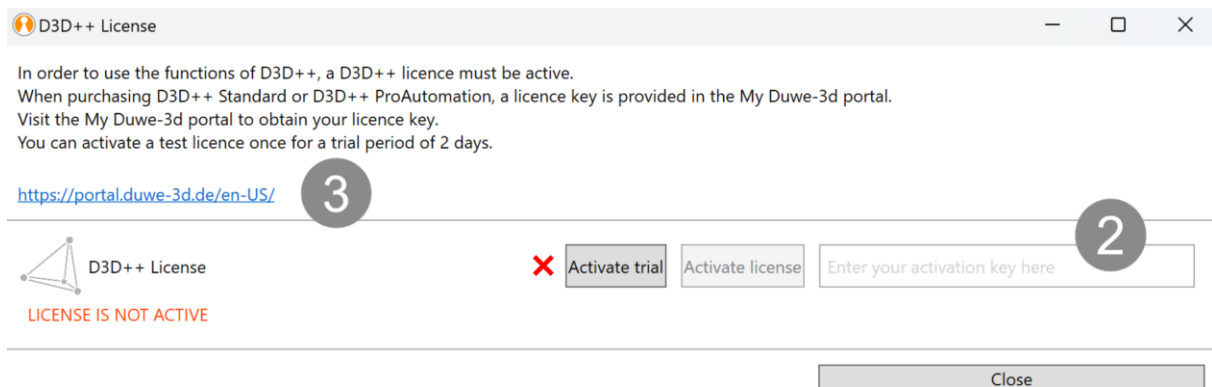 D3D++ License
In order to use the functions of D3D++, a D3D++ licence must be active.
When purchasing D3D++ Standard or D3D++ ProAutomation, a licence key is provided in the My Duwe-3d portal.
Visit the My Duwe-3d portal to obtain your licence key.
You can activate a test licence once for a trial period of 2 days.
https://portal.duwe-3d.de/en-US/
3
2
D3D++ License
Activate trial
Activate license
Enter your activation key here
LICENSE IS NOT ACTIVE
Close